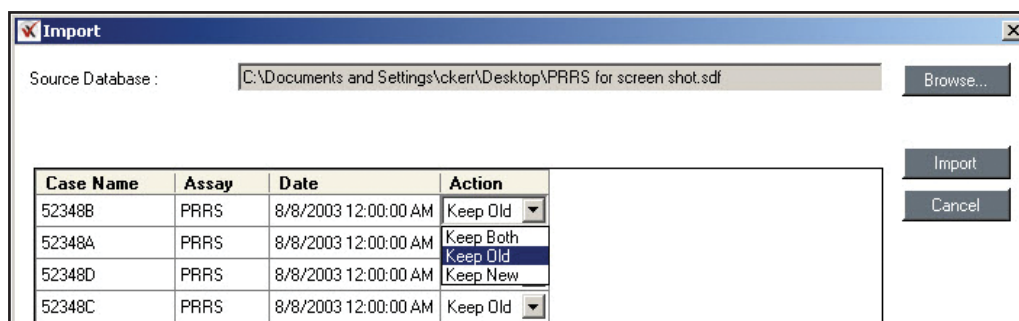 Import
Source Database : C:\Documents and Settings\ckerr\Desktop\PRRS for screen shot.sdf Browse...
Import
Cancel
Case Name Assay Date Action
52348B PRRS 8/8/2003 12:00:00 AM Keep Old
52348A PRRS 8/8/2003 12:00:00 AM Keep Both
Keep Old
52348D PRRS 8/8/2003 12:00:00 AM Keep New
52348C PRRS 8/8/2003 12:00:00 AM Keep Old